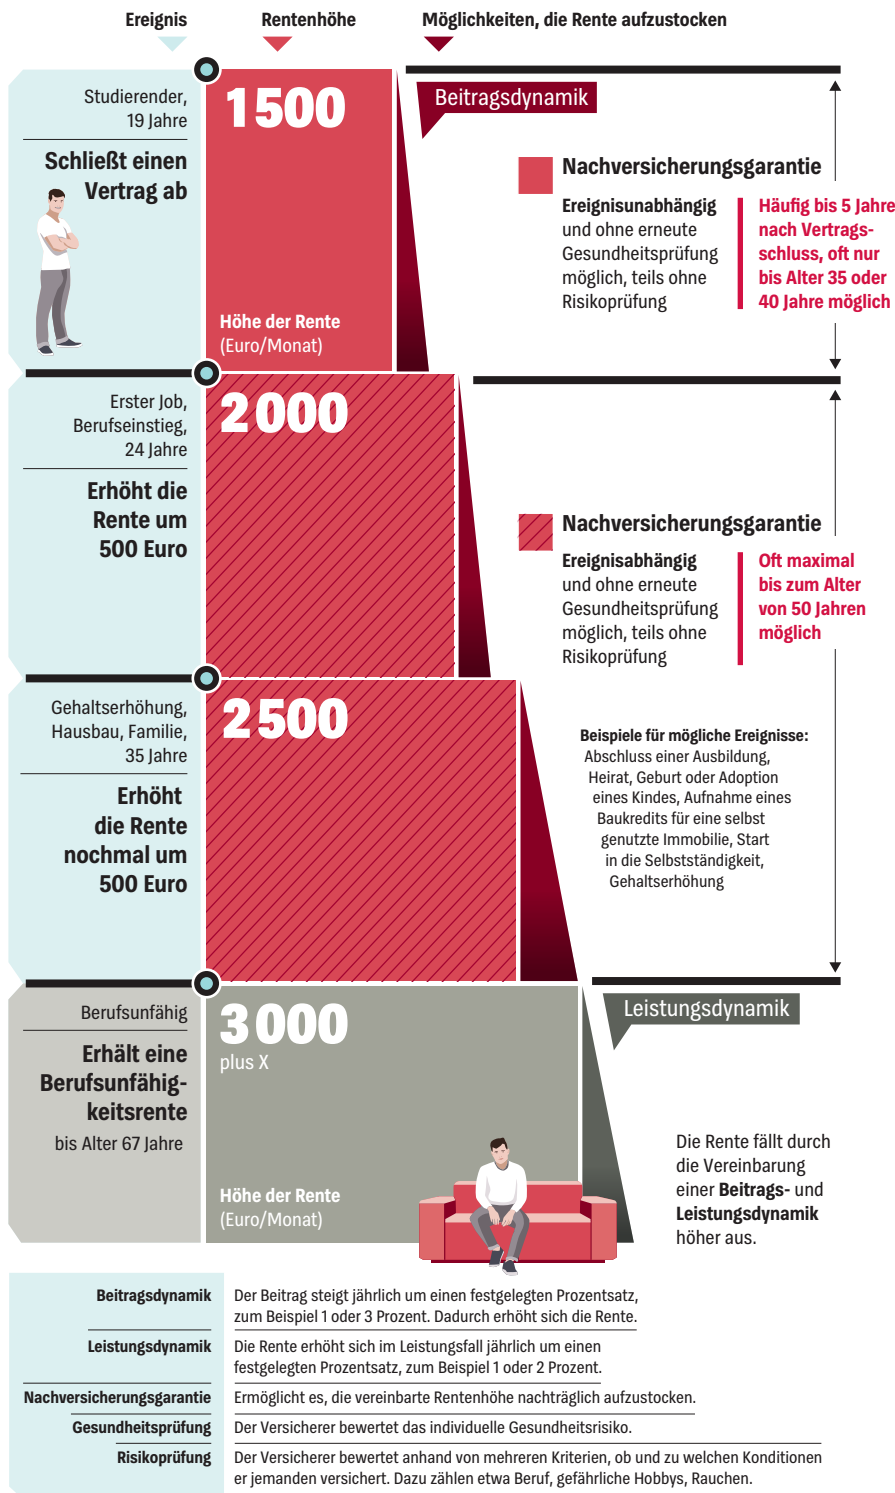 Ereignis
Rentenhöhe
Möglichkeiten, die Rente aufzustocken
Studierender,
19 Jahre
Schließt einen
Vertrag ab
1 500
Höhe der Rente
(Euro/Monat)
Beitragsdynamik
Nachversicherungsgarantie
Ereignisunabhängig
und ohne erneute
Gesundheitsprüfung
möglich, teils ohne
Risikoprüfung
Häufig bis 5 Jahre
nach Vertrags-
schluss, oft nur
bis Alter 35 oder
40 Jahre möglich
Erster Job,
Berufseinstieg,
24 Jahre
Erhöht die
Rente um
500 Euro
2 000
Nachversicherungsgarantie
Ereignisabhängig
und ohne erneute
Gesundheitsprüfung
möglich, teils ohne
Risikoprüfung
Oft maximal
bis zum Alter
von 50 Jahren
möglich
Gehaltserhöhung,
Hausbau, Familie,
35 Jahre
Erhöht
die Rente
nochmal um
500 Euro
2 500
Beispiele für mögliche Ereignisse:
Abschluss einer Ausbildung,
Heirat, Geburt oder Adoption
eines Kindes, Aufnahme eines
Baukredits für eine selbst
genutzte Immobilie, Start
in die Selbstständigkeit,
Gehaltserhöhung
Berufsunfähig
Erhält eine
Berufsunfähig-
keitsrente
bis Alter 67 Jahre
3 000
plus X
Höhe der Rente
(Euro/Monat)
Leistungsdynamik
Die Rente fällt durch
die Vereinbarung
einer Beitrags- und
Leistungsdynamik
höher aus.
Beitragsdynamik
Der Beitrag steigt jährlich um einen festgelegten Prozentsatz,
zum Beispiel 1 oder 3 Prozent. Dadurch erhöht sich die Rente.
Leistungsdynamik
Die Rente erhöht sich im Leistungsfall jährlich um einen
festgelegten Prozentsatz, zum Beispiel 1 oder 2 Prozent.
Nachversicherungsgarantie
Ermöglicht es, die vereinbarte Rentenhöhe nachträglich aufzustocken.
Gesundheitsprüfung
Der Versicherer bewertet das individuelle Gesundheitsrisiko.
Risikoprüfung
Der Versicherer bewertet anhand von mehreren Kriterien, ob und zu welchen Konditionen
er jemanden versichert. Dazu zählen etwa Beruf, gefährliche Hobbys, Rauchen.